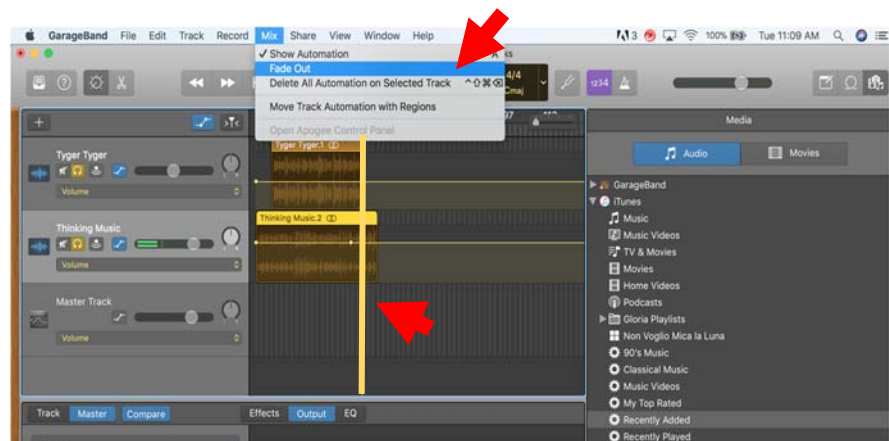 GarageBand File Edit Track Record Mix Share View Window Help 3 100% Tue 11:09 AM
✓ Show Automation A ks
Fade Out
Delete All Automation on Selected Track ^⇧⌘⌫
Move Track Automation with Regions
Open Apogee Control Panel
4/4
Cmaj
1234
97
Media
Audio Movies
Tyger Tyger
Volume
Tyger Tyger.1
Thinking Music
Volume
Thinking Music.2
Master Track
Volume
GarageBand
iTunes
Music
Music Videos
TV & Movies
Movies
Home Videos
Podcasts
Gloria Playlists
Non Voglio Mica la Luna
90's Music
Classical Music
Music Videos
My Top Rated
Recently Added
Recently Played
Track Master Compare Effects Output EQ